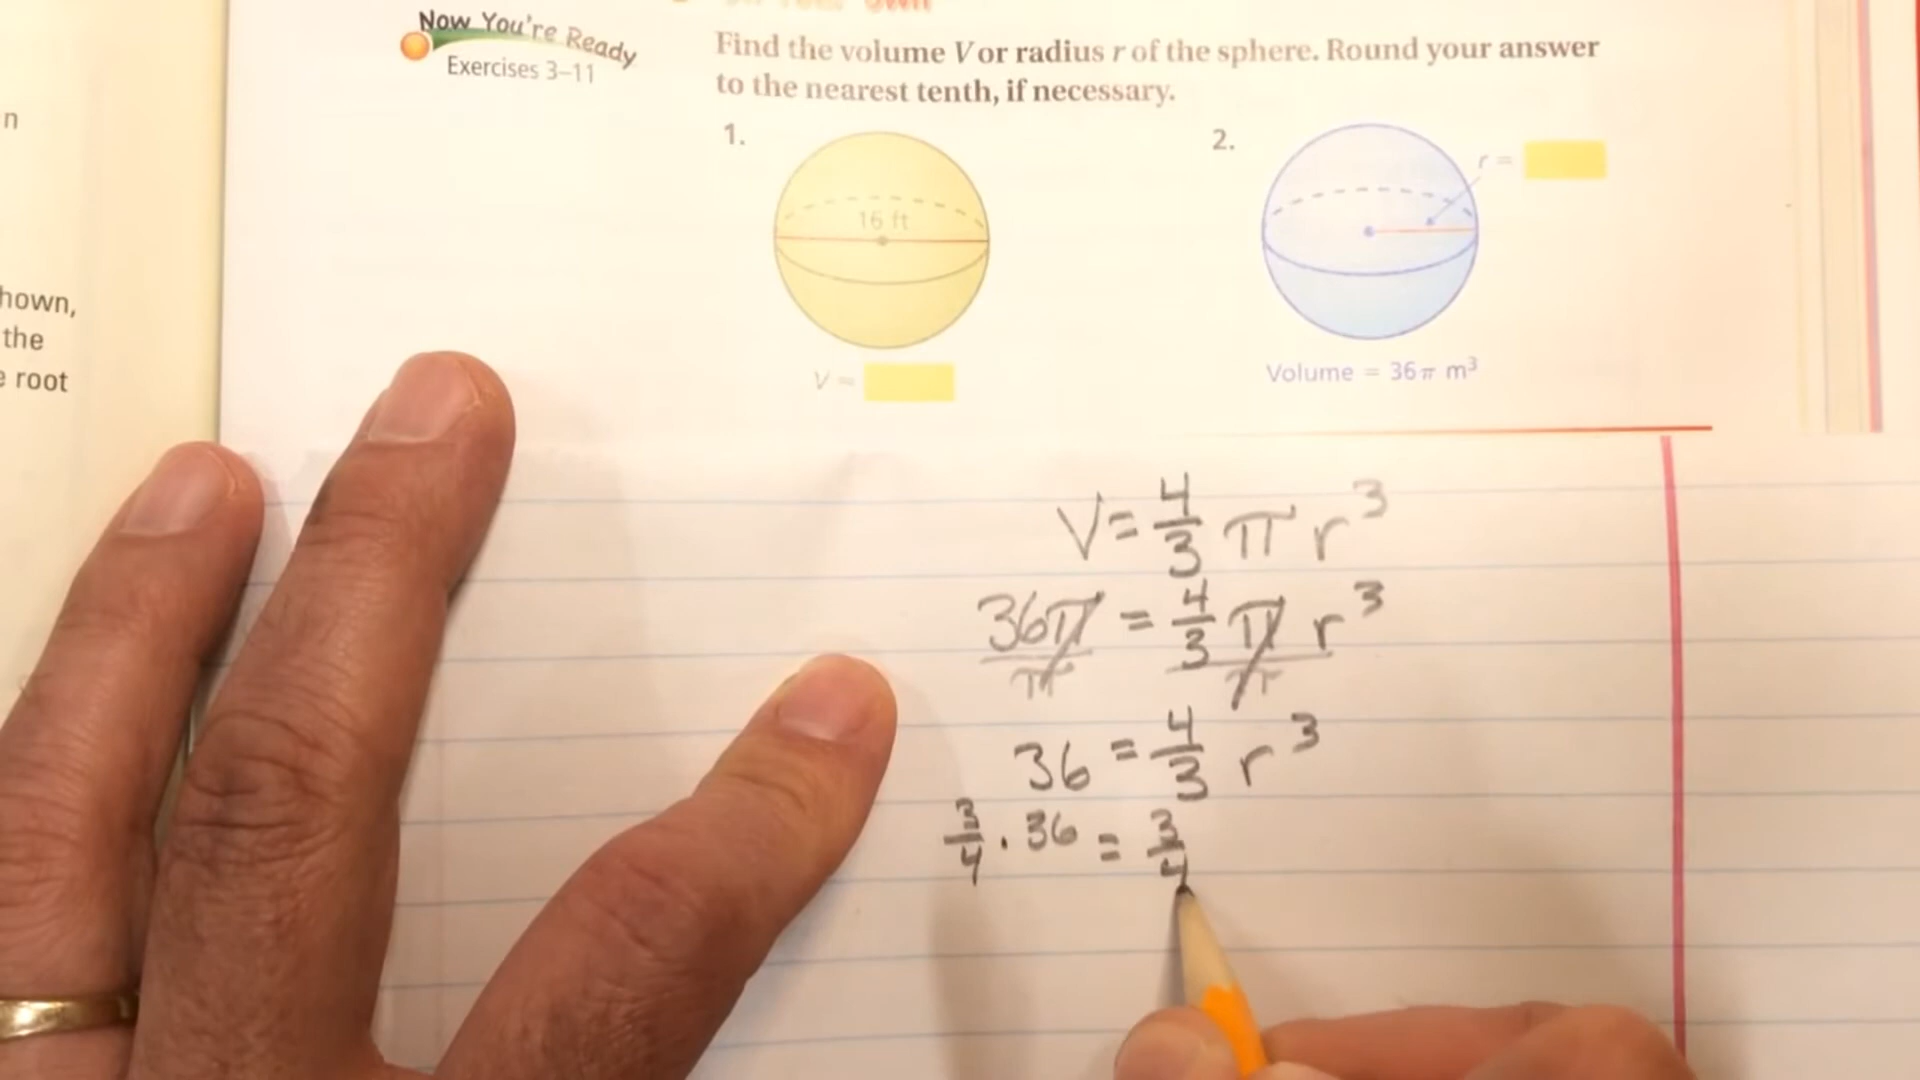 n
hown,
the
root
Now You're Ready
Exercises 3–11
Find the volume V or radius r of the sphere. Round your answer
to the nearest tenth, if necessary.
1.
16 ft
V =
2.
r =
Volume = 36π m³
V = 4/3 π r³
36π/π = 4/3 π r³/π
36 = 4/3 r³
3/4 · 36 = 3/4